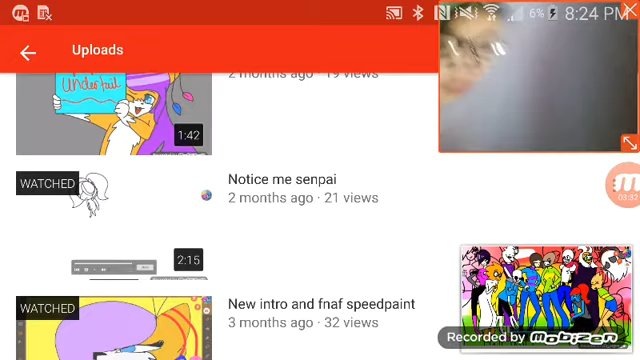 6% 8:24 PM
Uploads
2 months ago · 19 views
Undertail
1:42
WATCHED
Notice me senpai
2 months ago · 21 views
2:15
03:32
WATCHED
New intro and fnaf speedpaint
3 months ago · 32 views
Recorded by Mobizen